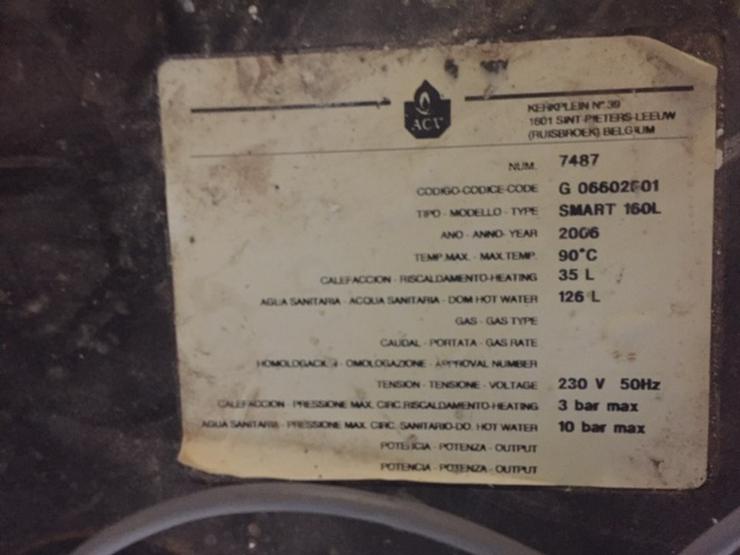 ACV
KERKPLEIN N° 39
1601 SINT-PIETERS-LEEUW
(RUISBROEK) BELGIUM
NUM. 7487
CODIGO-CODICE-CODE G 06602F01
TIPO - MODELLO - TYPE SMART 160L
ANO - ANNO- YEAR 2006
TEMP.MAX. - MAX.TEMP. 90°C
CALEFACCION - RISCALDAMENTO-HEATING 35 L
AGUA SANITARIA - ACQUA SANITARIA - DOM HOT WATER 126 L
GAS - GAS TYPE
CAUDAL - PORTATA - GAS RATE
OMOLOGAZIONE - APPROVAL NUMBER
TENSION - TENSIONE - VOLTAGE 230 V 50Hz
CALEFACCION - PRESSIONE MAX. CIRC.RISCALDAMENTO-HEATING 3 bar max
AGUA SANITARIA - PRESSIONE MAX. CIRC. SANITARIO-DO. HOT WATER 10 bar max
POTENCIA - POTENZA - OUTPUT
POTENCIA - POTENZA - OUTPUT